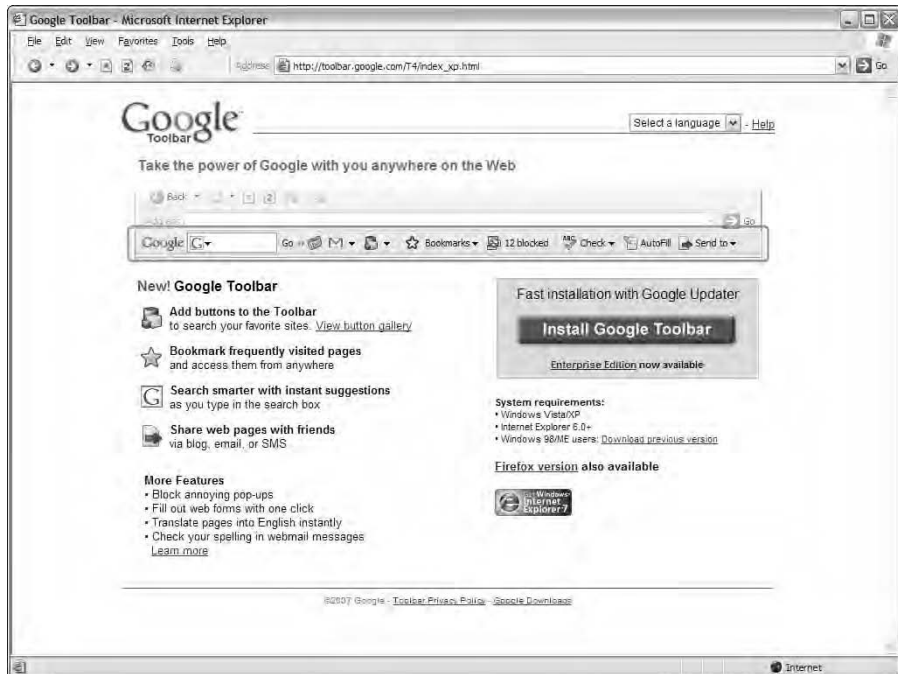 Google Toolbar - Microsoft Internet Explorer
File Edit View Favorites Tools Help
Address http://toolbar.google.com/T4/index_xp.html Go
Google
Toolbar
Select a language - Help
Take the power of Google with you anywhere on the Web
Back
Go
Google G Go Bookmarks 12 blocked Check AutoFill Send to
New! Google Toolbar
Add buttons to the Toolbar
to search your favorite sites. View button gallery
Bookmark frequently visited pages
and access them from anywhere
Search smarter with instant suggestions
as you type in the search box
Share web pages with friends
via blog, email, or SMS
More Features
• Block annoying pop-ups
• Fill out web forms with one click
• Translate pages into English instantly
• Check your spelling in webmail messages
Learn more
Fast installation with Google Updater
Install Google Toolbar
Enterprise Edition now available
System requirements:
• Windows Vista/XP
• Internet Explorer 6.0+
• Windows 98/ME users: Download previous version
Firefox version also available
Get Windows
Internet
Explorer 7
©2007 Google - Toolbar Privacy Policy - Google Downloads
Internet